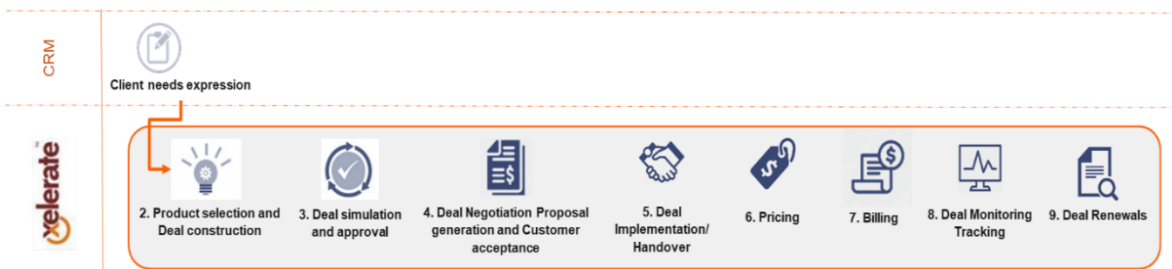 CRM
Client needs expression
xelerate
2. Product selection and
Deal construction
3. Deal simulation
and approval
4. Deal Negotiation Proposal
generation and Customer
acceptance
5. Deal
Implementation/
Handover
6. Pricing
7. Billing
8. Deal Monitoring
Tracking
9. Deal Renewals